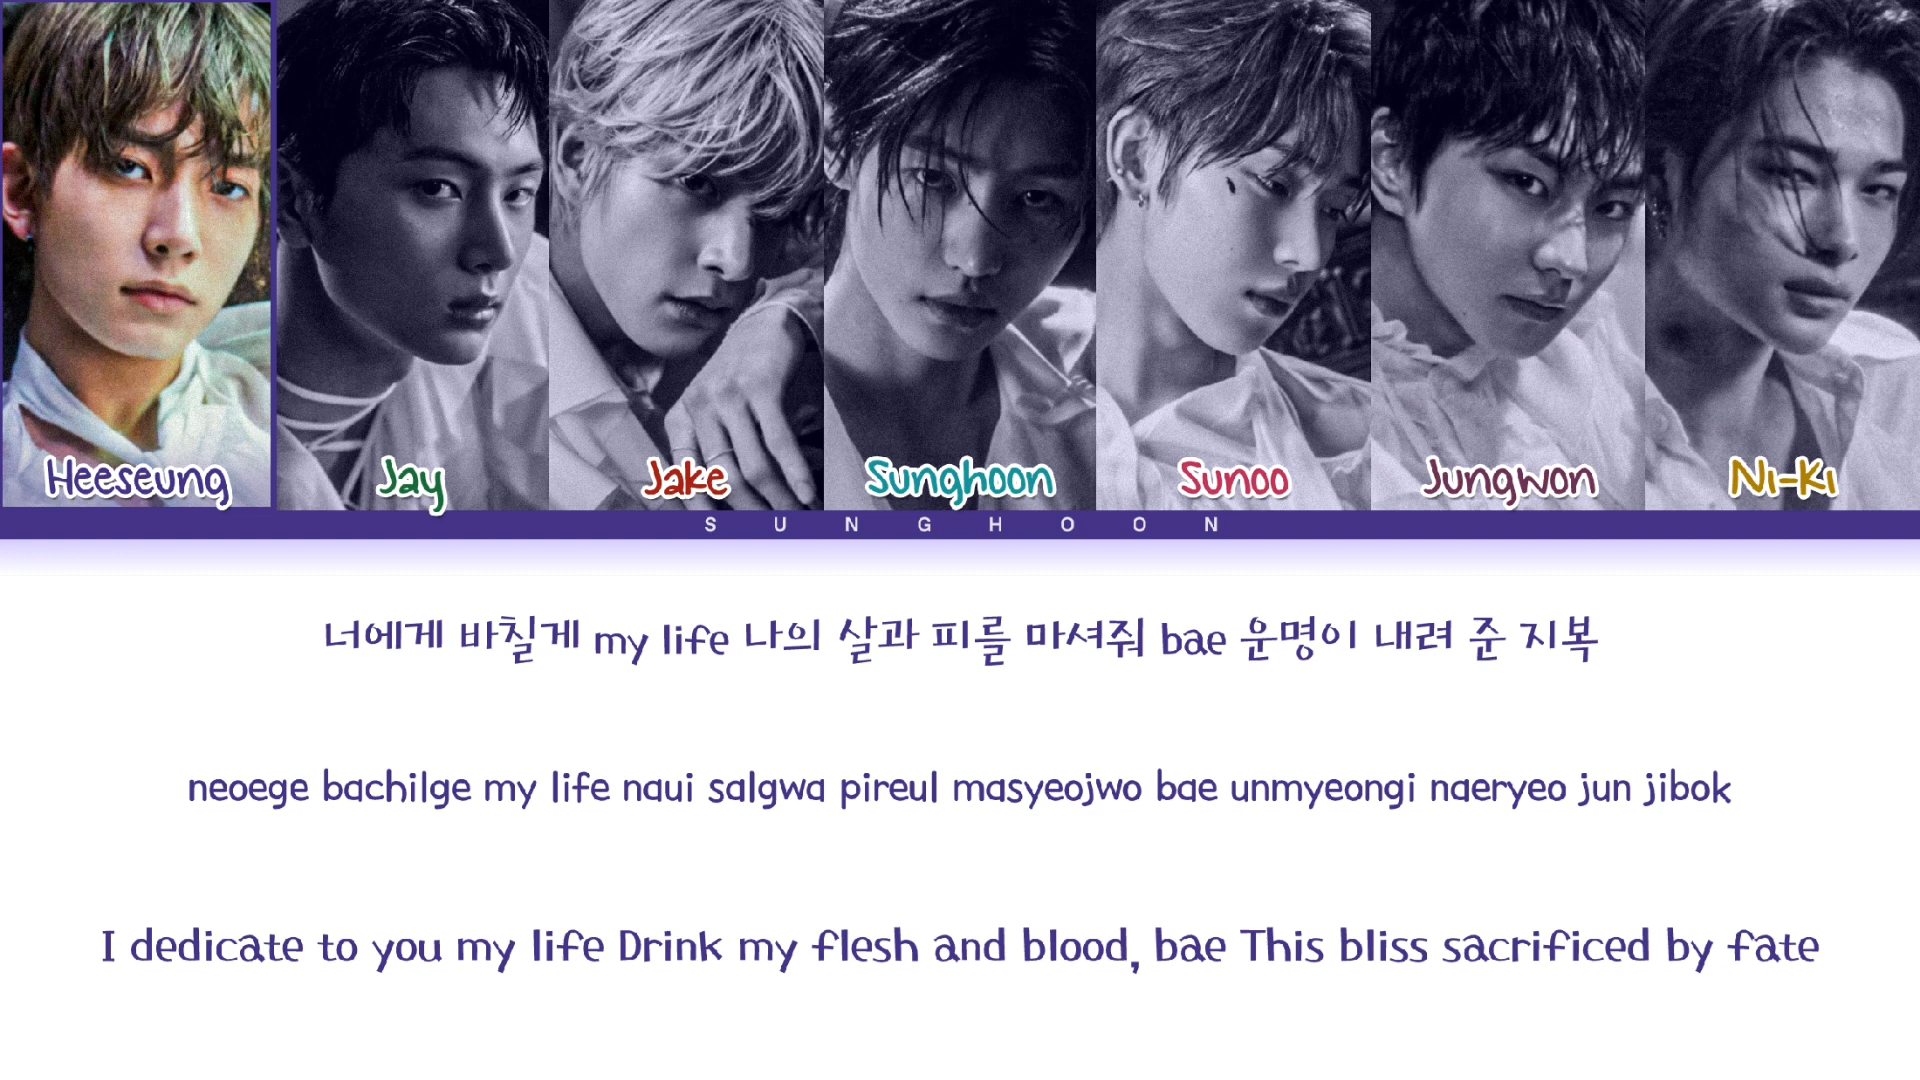 Heeseung Jay Jake Sunghoon Sunoo Jungwon Ni-Ki
SUNGHOON
너에게 바칠게 my life 나의 살과 피를 마셔줘 bae 운명이 내려 준 지복
neoege bachilge my life naui salgwa pireul masyeojwo bae unmyeongi naeryeo jun jibok
I dedicate to you my life Drink my flesh and blood, bae This bliss sacrificed by fate